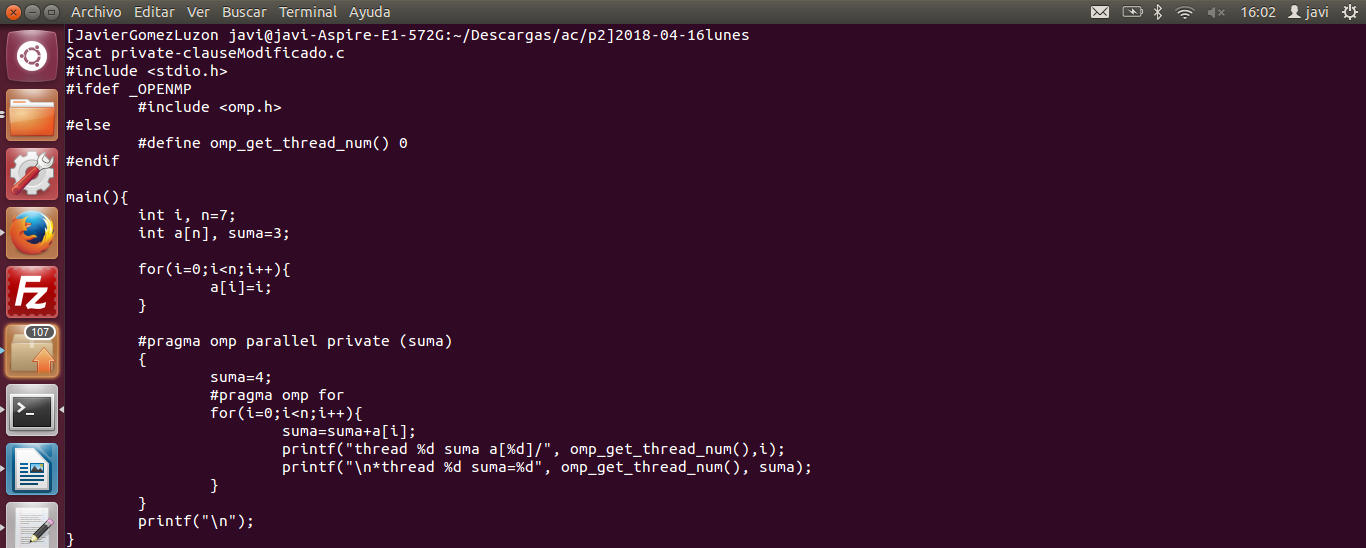 Archivo Editar Ver Buscar Terminal Ayuda 16:02 javi
[JavierGomezLuzon javi@javi-Aspire-E1-572G:~/Descargas/ac/p2]2018-04-16lunes
$cat private-clauseModificado.c
#include <stdio.h>
#ifdef _OPENMP
        #include <omp.h>
#else
        #define omp_get_thread_num() 0
#endif

main(){
        int i, n=7;
        int a[n], suma=3;

        for(i=0;i<n;i++){
                a[i]=i;
        }

        #pragma omp parallel private (suma)
        {
                suma=4;
                #pragma omp for
                for(i=0;i<n;i++){
                        suma=suma+a[i];
                        printf("thread %d suma a[%d]/", omp_get_thread_num(),i);
                        printf("\n*thread %d suma=%d", omp_get_thread_num(), suma);
                }
        }
        printf("\n");
}
Fz
107
>_